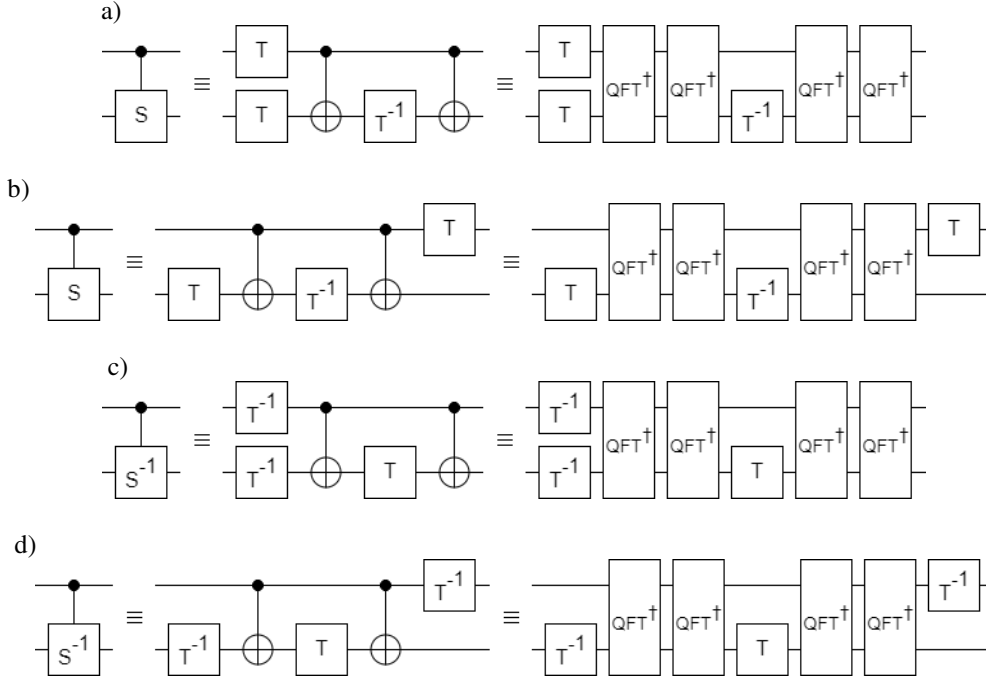 a)
T T
S ≡ T T⁻¹ ≡ T QFT† QFT† T⁻¹ QFT† QFT†
b)
T T
S ≡ T T⁻¹ ≡ T QFT† QFT† T⁻¹ QFT† QFT†
c)
T⁻¹ T⁻¹
S⁻¹ ≡ T⁻¹ T ≡ T⁻¹ QFT† QFT† T QFT† QFT†
d)
T⁻¹ T⁻¹
S⁻¹ ≡ T⁻¹ T ≡ T⁻¹ QFT† QFT† T QFT† QFT†